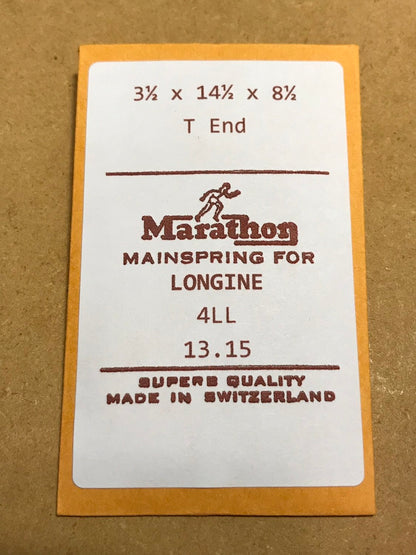 3½ x 14½ x 8½
T End
Marathon
MAINSPRING FOR
LONGINE
4LL
13.15
SUPERB QUALITY
MADE IN SWITZERLAND